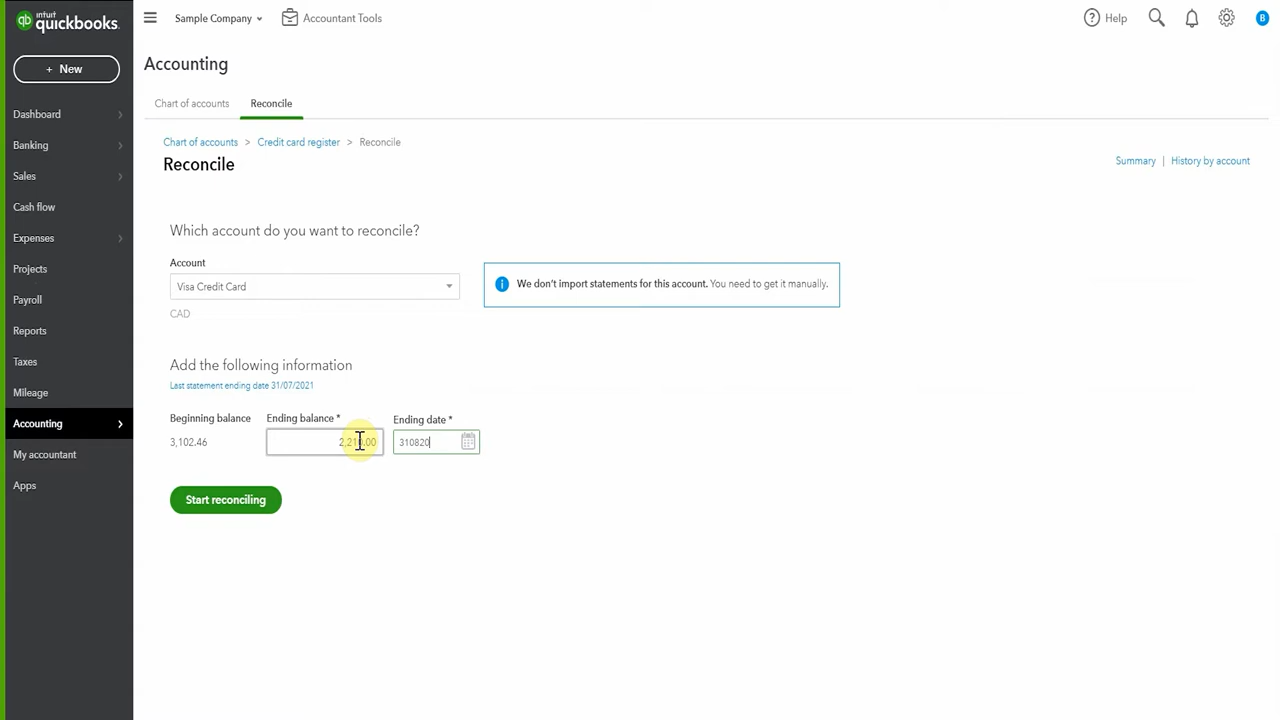 intuit
quickbooks.
Sample Company
Accountant Tools
Help
B
+ New
Dashboard
Banking
Sales
Cash flow
Expenses
Projects
Payroll
Reports
Taxes
Mileage
Accounting
My accountant
Apps
Accounting
Chart of accounts
Reconcile
Chart of accounts > Credit card register > Reconcile
Reconcile
Summary | History by account
Which account do you want to reconcile?
Account
Visa Credit Card
CAD
We don't import statements for this account. You need to get it manually.
Add the following information
Last statement ending date 31/07/2021
Beginning balance
Ending balance *
Ending date *
3,102.46
2,210.00
310820
Start reconciling